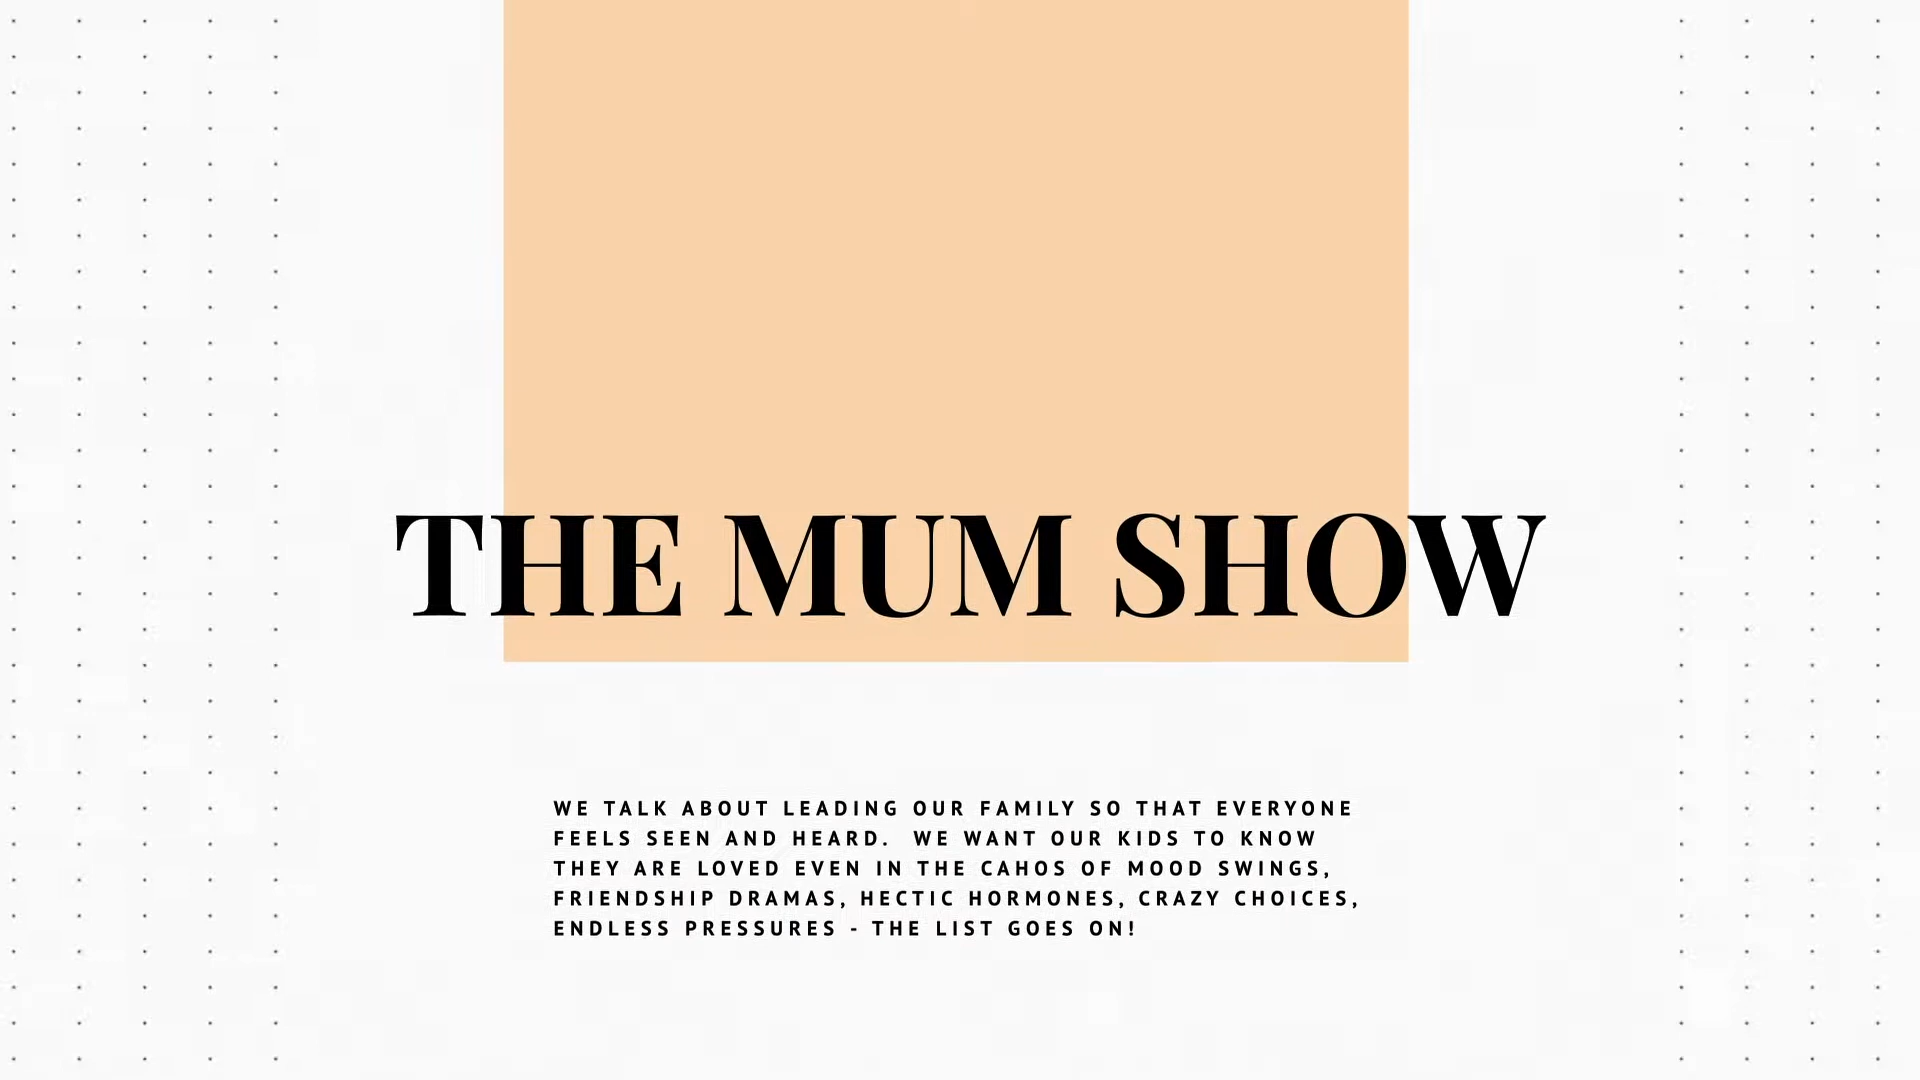 THE MUM SHOW
WE TALK ABOUT LEADING OUR FAMILY SO THAT EVERYONE
FEELS SEEN AND HEARD.  WE WANT OUR KIDS TO KNOW
THEY ARE LOVED EVEN IN THE CAHOS OF MOOD SWINGS,
FRIENDSHIP DRAMAS, HECTIC HORMONES, CRAZY CHOICES,
ENDLESS PRESSURES - THE LIST GOES ON!